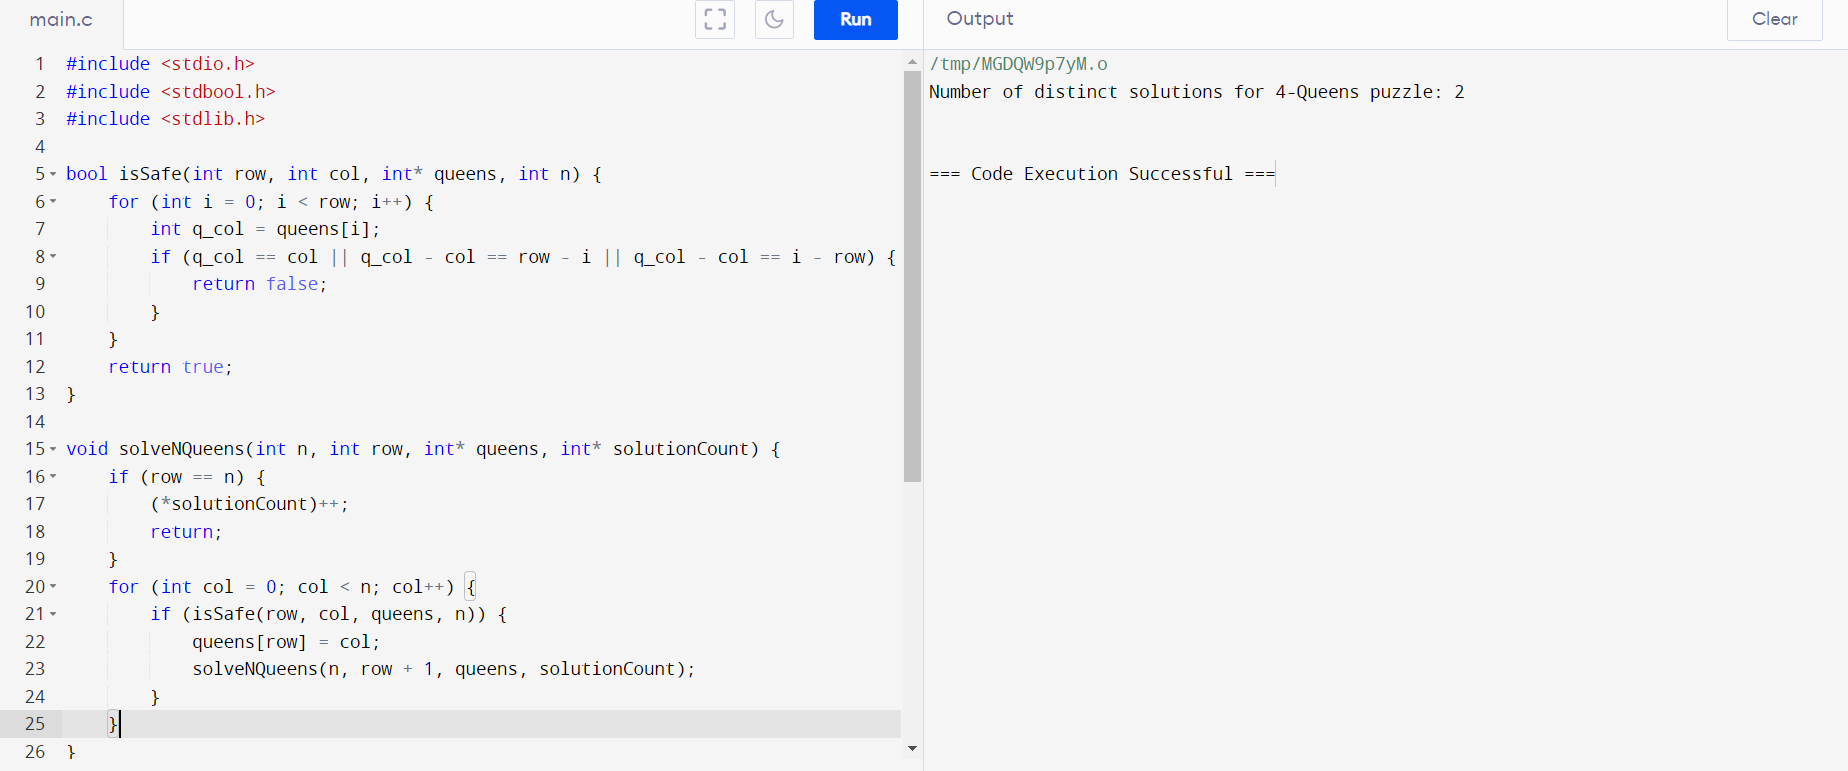 main.c
Run
1 #include <stdio.h>
2 #include <stdbool.h>
3 #include <stdlib.h>
4
5 bool isSafe(int row, int col, int* queens, int n) {
6     for (int i = 0; i < row; i++) {
7         int q_col = queens[i];
8         if (q_col == col || q_col - col == row - i || q_col - col == i - row) {
9             return false;
10         }
11     }
12     return true;
13 }
14
15 void solveNQueens(int n, int row, int* queens, int* solutionCount) {
16     if (row == n) {
17         (*solutionCount)++;
18         return;
19     }
20     for (int col = 0; col < n; col++) {
21         if (isSafe(row, col, queens, n)) {
22             queens[row] = col;
23             solveNQueens(n, row + 1, queens, solutionCount);
24         }
25     }
26 }
Output
Clear
/tmp/MGDQW9p7yM.o
Number of distinct solutions for 4-Queens puzzle: 2
=== Code Execution Successful ===